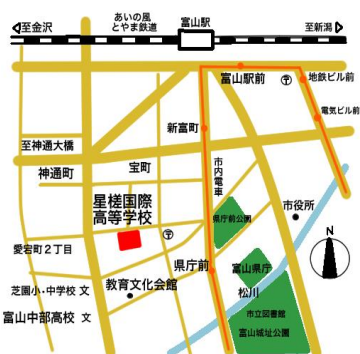 至金沢
あいの風
とやま鉄道
富山駅
至新潟
富山駅前
〒
地鉄ビル前
電気ビル前
新富町
至神通大橋
宝町
神通町
市内電車
星槎国際
高等学校
県庁前公園
市役所
〒
愛宕町2丁目
N
県庁前
富山県庁
芝園小・中学校 文
教育文化会館
松川
富山中部高校 文
市立図書館
富山城址公園